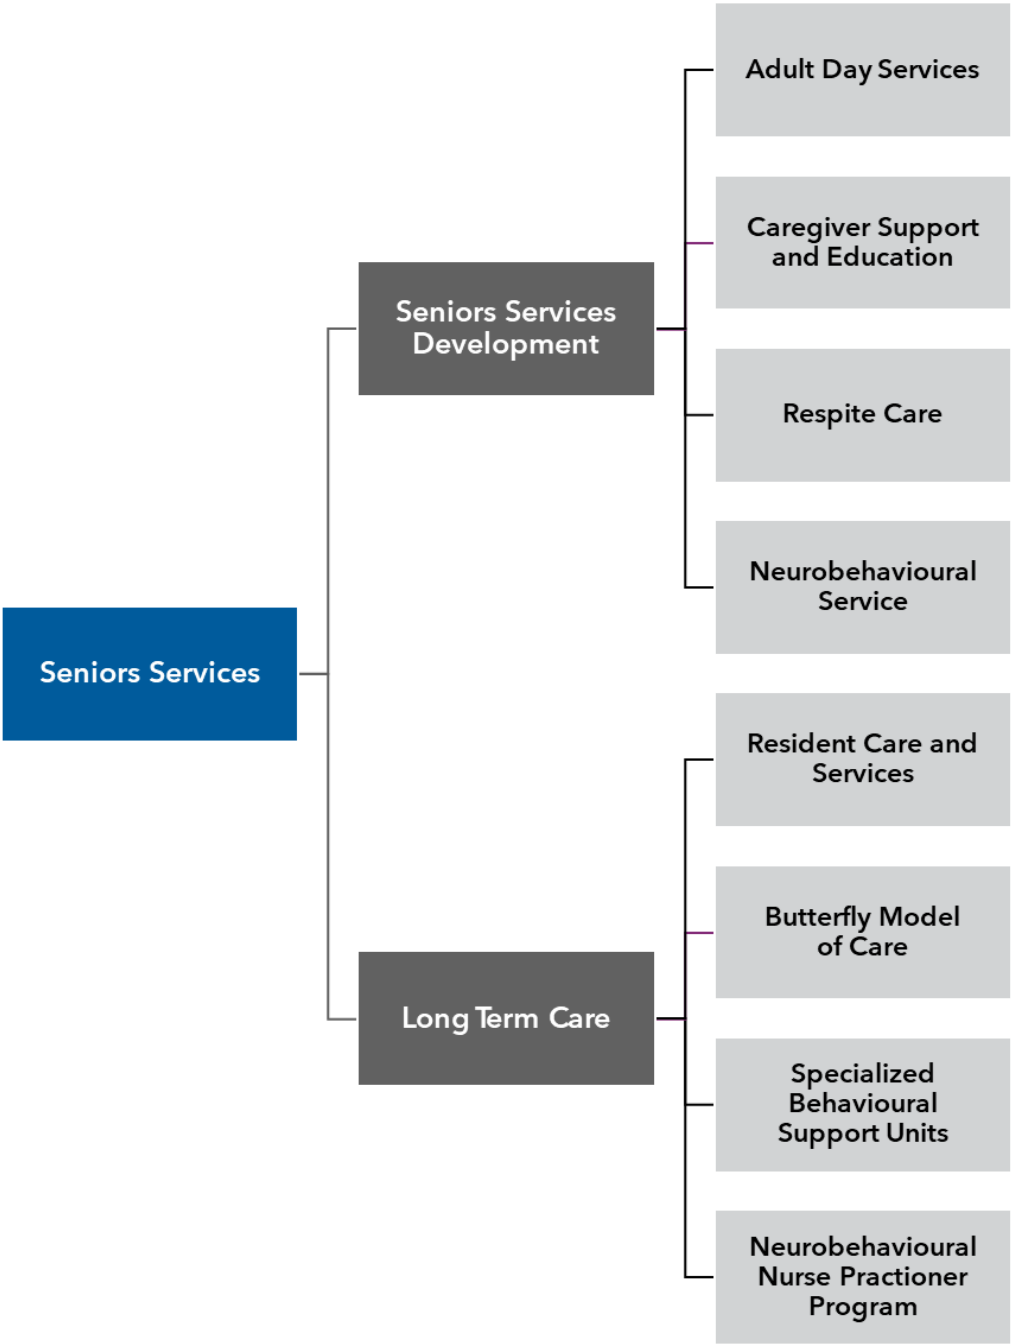 Adult Day Services
Caregiver Support
and Education
Seniors Services
Development
Respite Care
Neurobehavioural
Service
Seniors Services
Resident Care and
Services
Butterfly Model
of Care
Long Term Care
Specialized
Behavioural
Support Units
Neurobehavioural
Nurse Practioner
Program